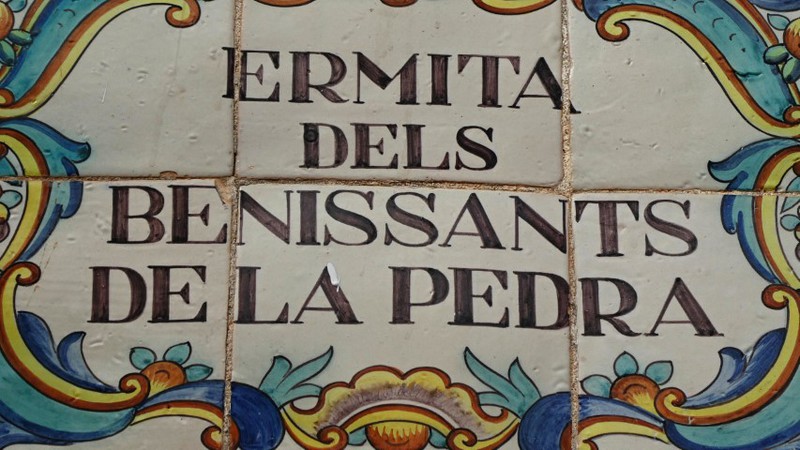 ERMITA
DELS
BENISSANTS
DE LA PEDRA